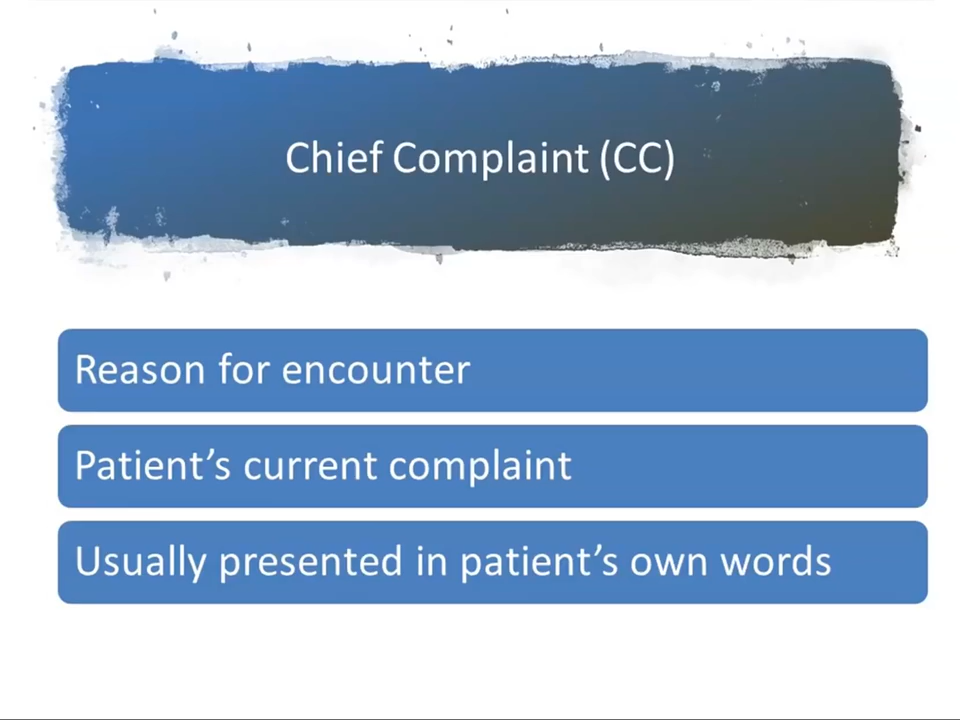 Chief Complaint (CC)
Reason for encounter
Patient’s current complaint
Usually presented in patient’s own words